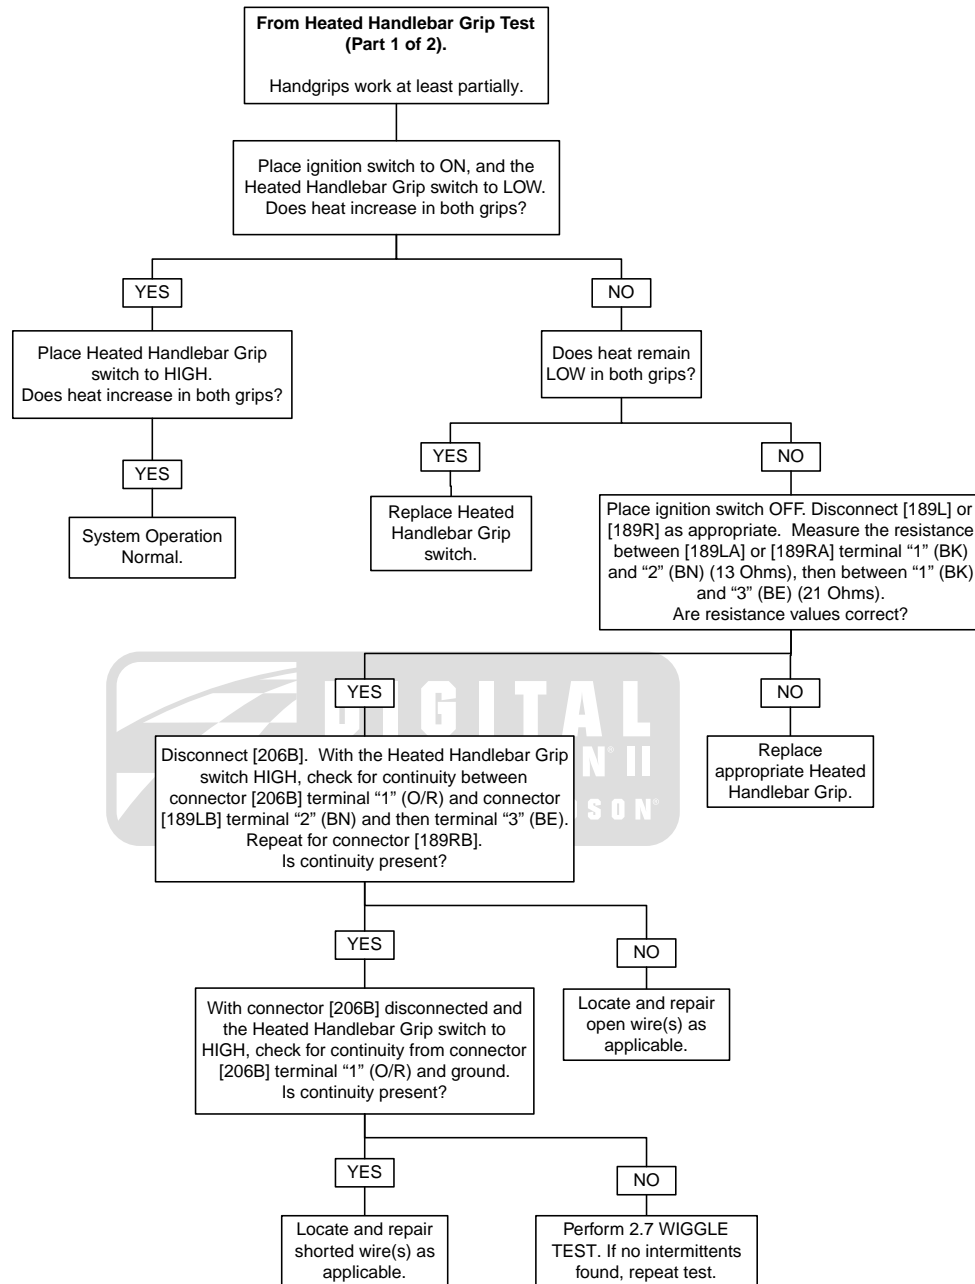 From Heated Handlebar Grip Test
(Part 1 of 2).
Handgrips work at least partially.
Place ignition switch to ON, and the
Heated Handlebar Grip switch to LOW.
Does heat increase in both grips?
YES
NO
Place Heated Handlebar Grip
switch to HIGH.
Does heat increase in both grips?
Does heat remain
LOW in both grips?
YES
YES
NO
System Operation
Normal.
Replace Heated
Handlebar Grip
switch.
Place ignition switch OFF. Disconnect [189L] or
[189R] as appropriate. Measure the resistance
between [189LA] or [189RA] terminal “1” (BK)
and “2” (BN) (13 Ohms), then between “1” (BK)
and “3” (BE) (21 Ohms).
Are resistance values correct?
DIGITAL
YES
NO
Disconnect [206B]. With the Heated Handlebar Grip
switch HIGH, check for continuity between
connector [206B] terminal “1” (O/R) and connector
[189LB] terminal “2” (BN) and then terminal “3” (BE).
Repeat for connector [189RB].
Is continuity present?
Replace
appropriate Heated
Handlebar Grip.
YES
NO
With connector [206B] disconnected and
the Heated Handlebar Grip switch to
HIGH, check for continuity from connector
[206B] terminal “1” (O/R) and ground.
Is continuity present?
Locate and repair
open wire(s) as
applicable.
YES
NO
Locate and repair
shorted wire(s) as
applicable.
Perform 2.7 WIGGLE
TEST. If no intermittents
found, repeat test.